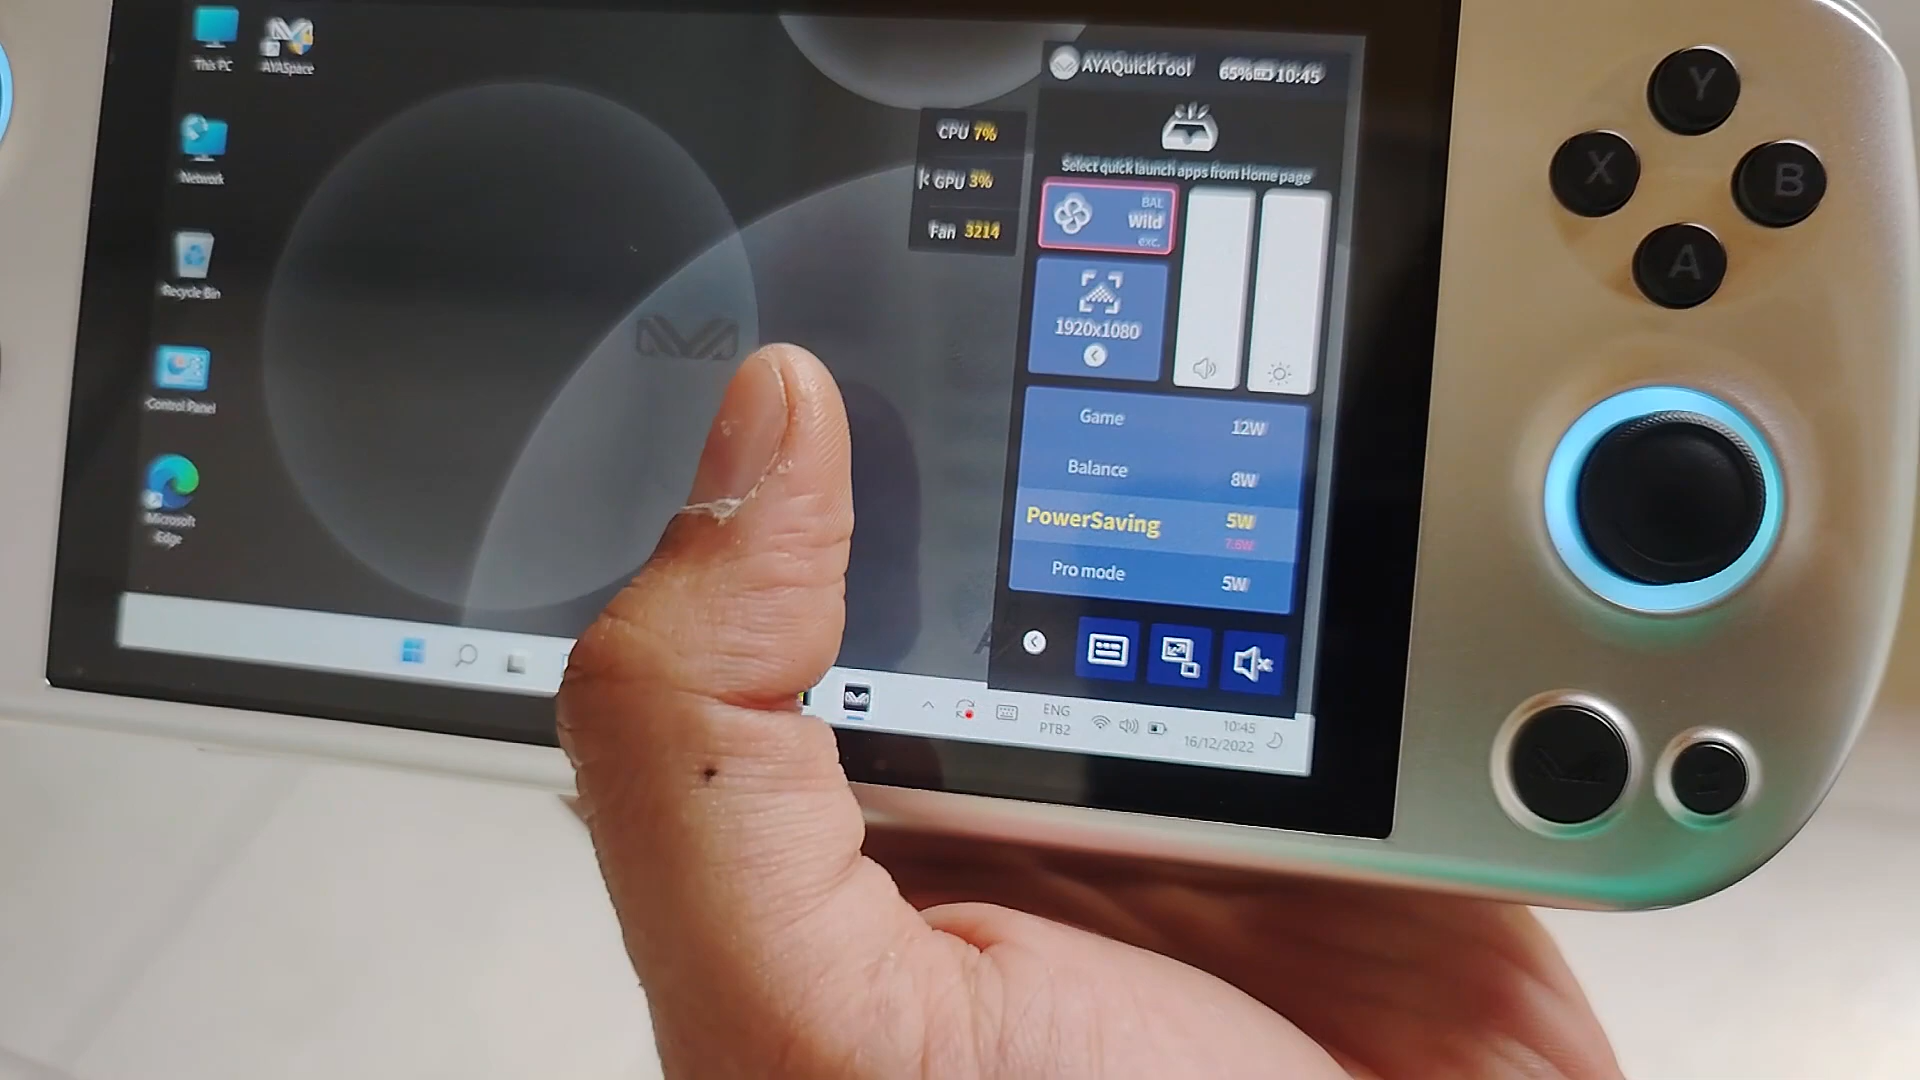 This PC
AYASpace
Network
Recycle Bin
Control Panel
Microsoft
Edge
AYAQuickTool
65%
10:45
CPU 7%
GPU 3%
Fan 3214
Select quick launch apps from Home page
BAL
Wild
exc.
1920x1080
Game 12W
Balance 8W
PowerSaving 5W
Pro mode 5W
ENG
PTB2
10:45
16/12/2022
Y
X
B
A